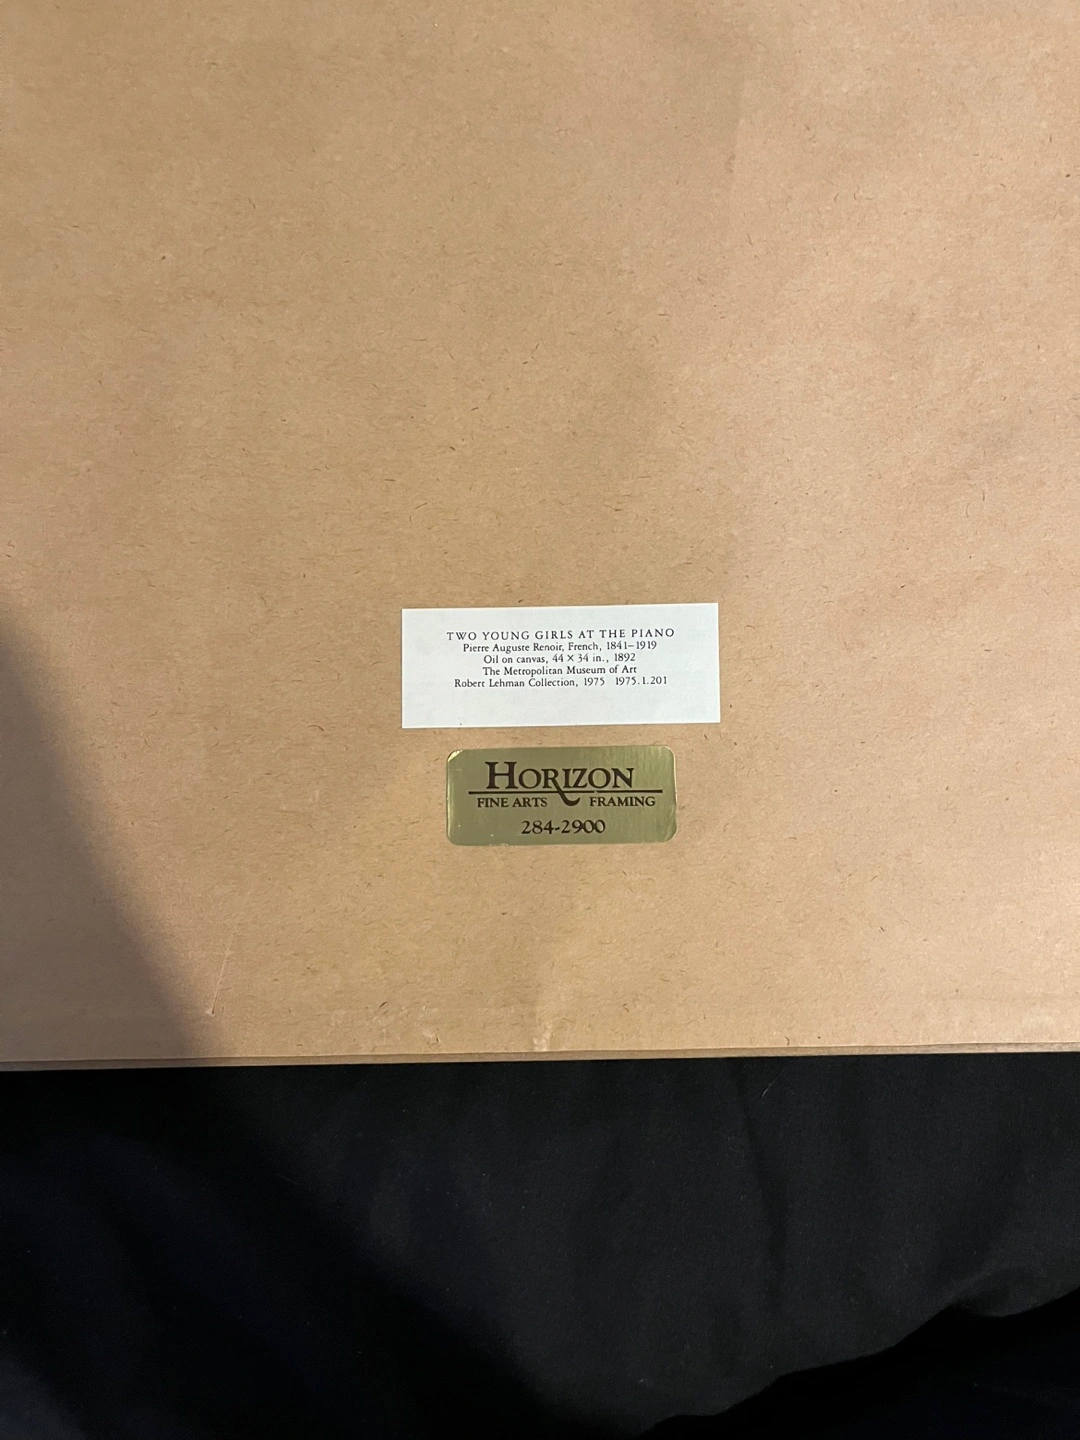 TWO YOUNG GIRLS AT THE PIANO
Pierre Auguste Renoir, French, 1841–1919
Oil on canvas, 44 × 34 in., 1892
The Metropolitan Museum of Art
Robert Lehman Collection, 1975 1975.1.201
HORIZON
FINE ARTS FRAMING
284-2900